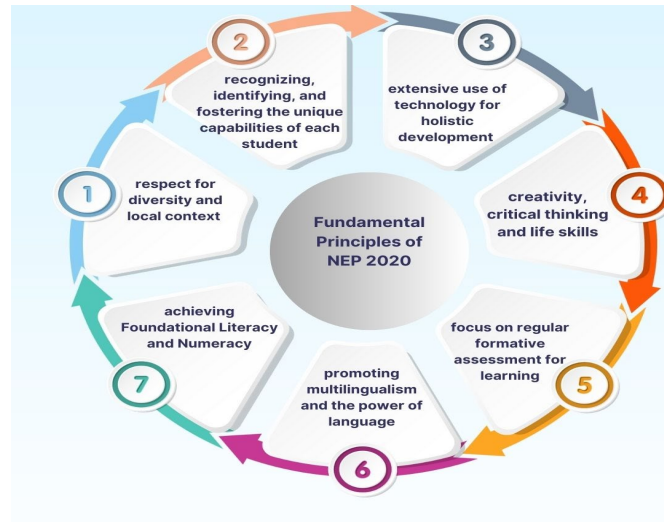 Fundamental
Principles of
NEP 2020
1
respect for
diversity and
local context
2
recognizing,
identifying, and
fostering the unique
capabilities of each
student
3
extensive use of
technology for
holistic
development
4
creativity,
critical thinking
and life skills
5
focus on regular
formative
assessment for
learning
6
promoting
multilingualism
and the power of
language
7
achieving
Foundational Literacy
and Numeracy